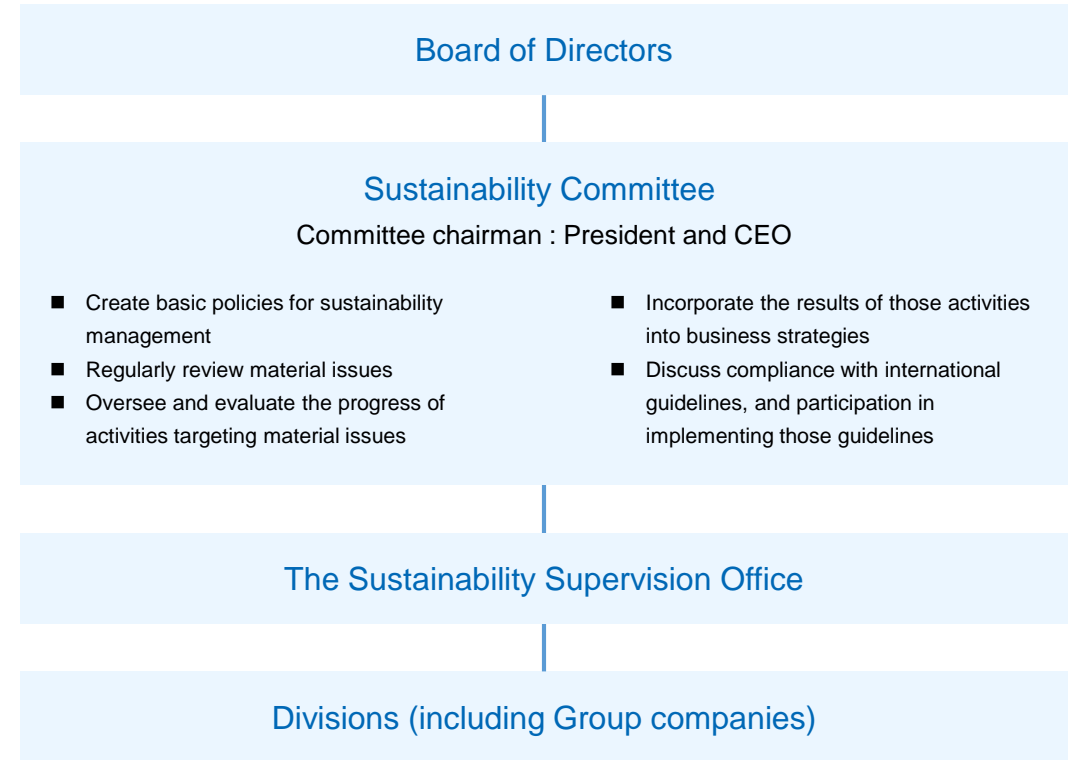 Board of Directors
Sustainability Committee
Committee chairman : President and CEO
■ Create basic policies for sustainability
management
■ Regularly review material issues
■ Oversee and evaluate the progress of
activities targeting material issues
■ Incorporate the results of those activities
into business strategies
■ Discuss compliance with international
guidelines, and participation in
implementing those guidelines
The Sustainability Supervision Office
Divisions (including Group companies)